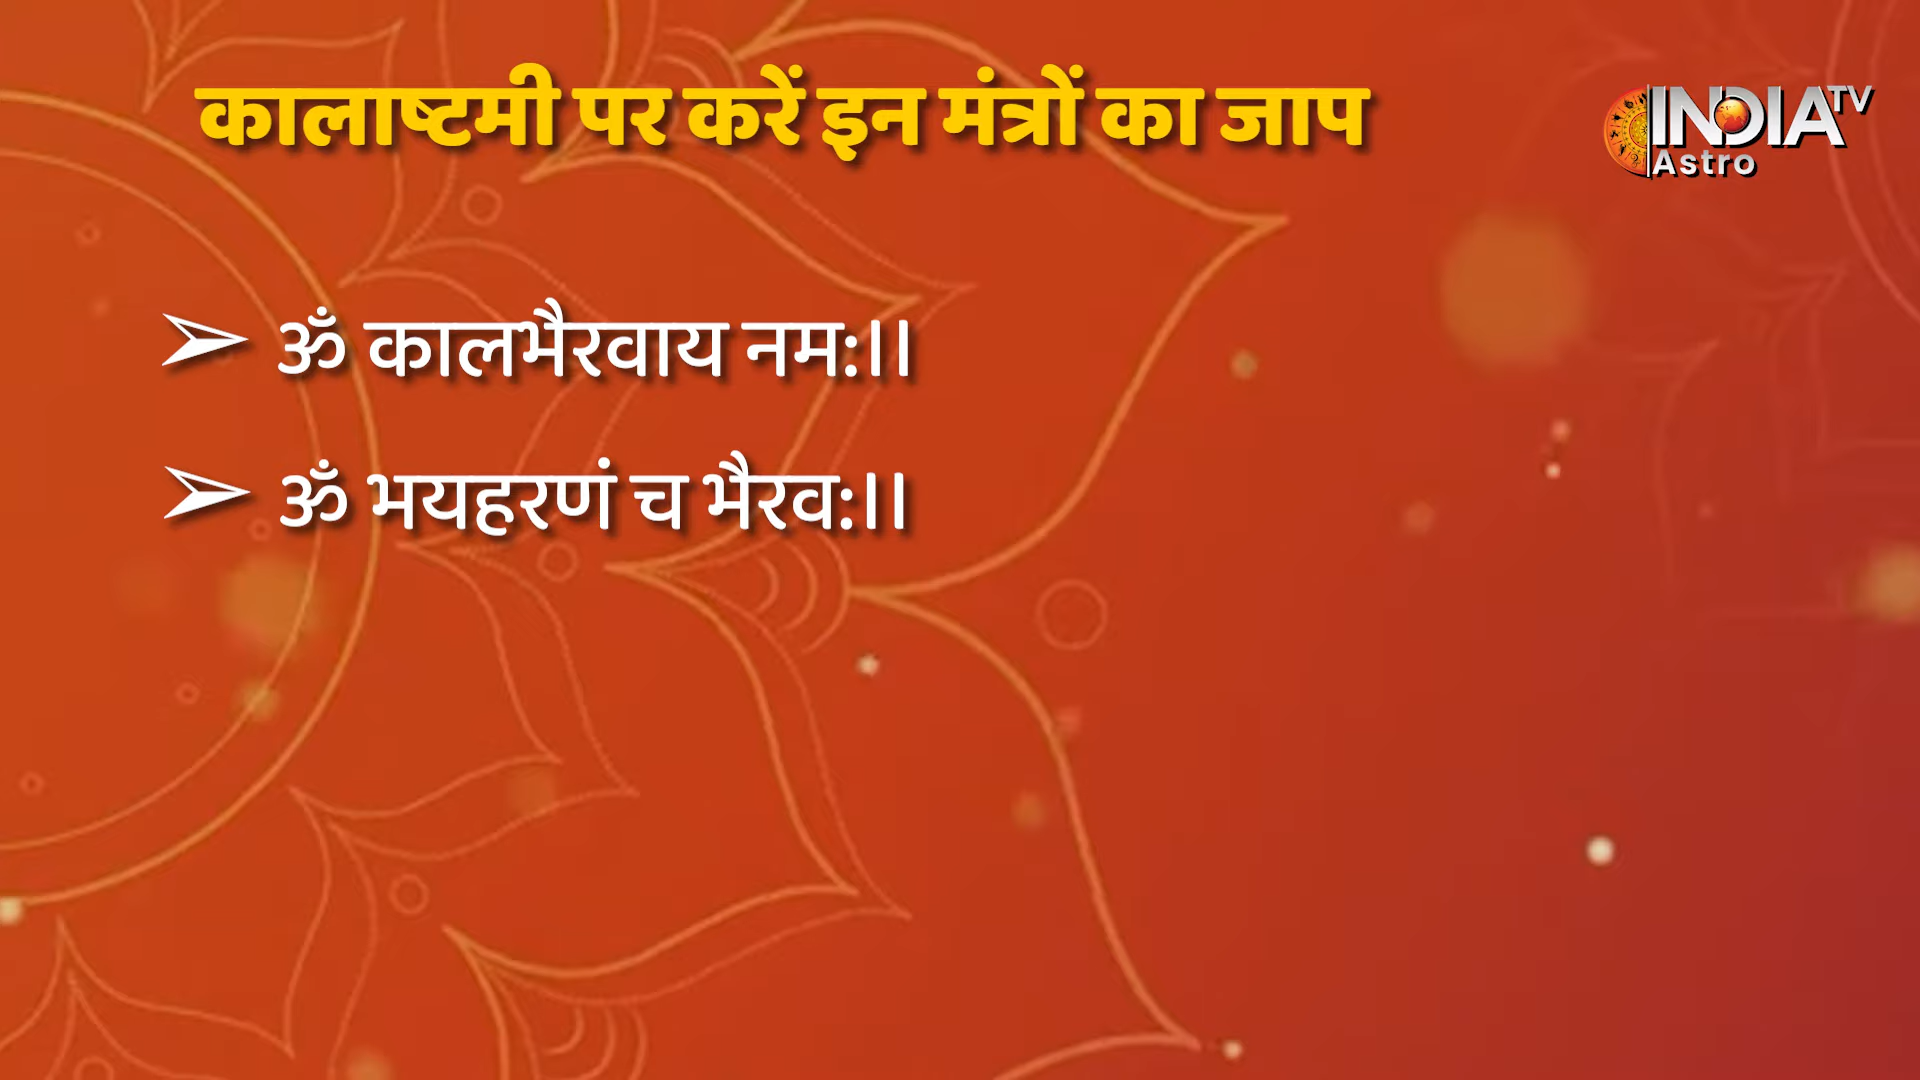 कालाष्टमी पर करें इन मंत्रों का जाप
INDIA TV
Astro
➢ ॐ कालभैरवाय नमः।।
➢ ॐ भयहरणं च भैरवः।।